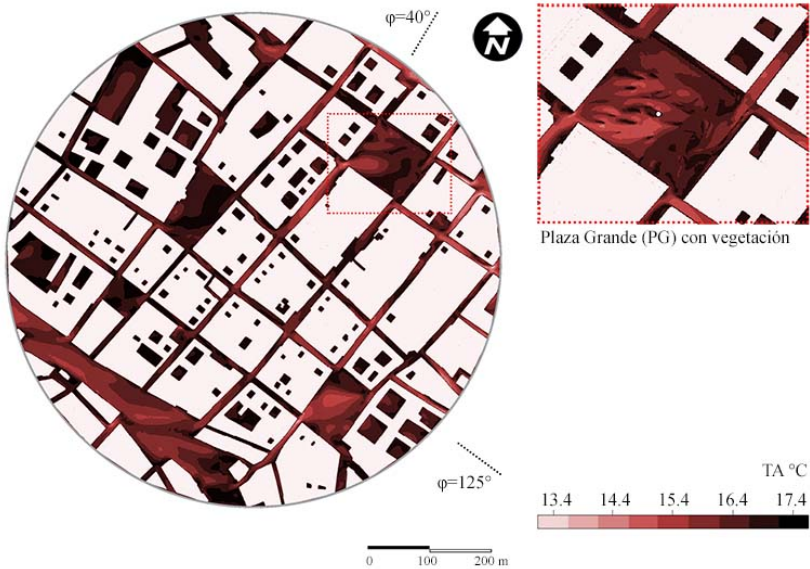 φ=40°
N
Plaza Grande (PG) con vegetación
φ=125°
TA °C
13.4 14.4 15.4 16.4 17.4
0 100 200 m